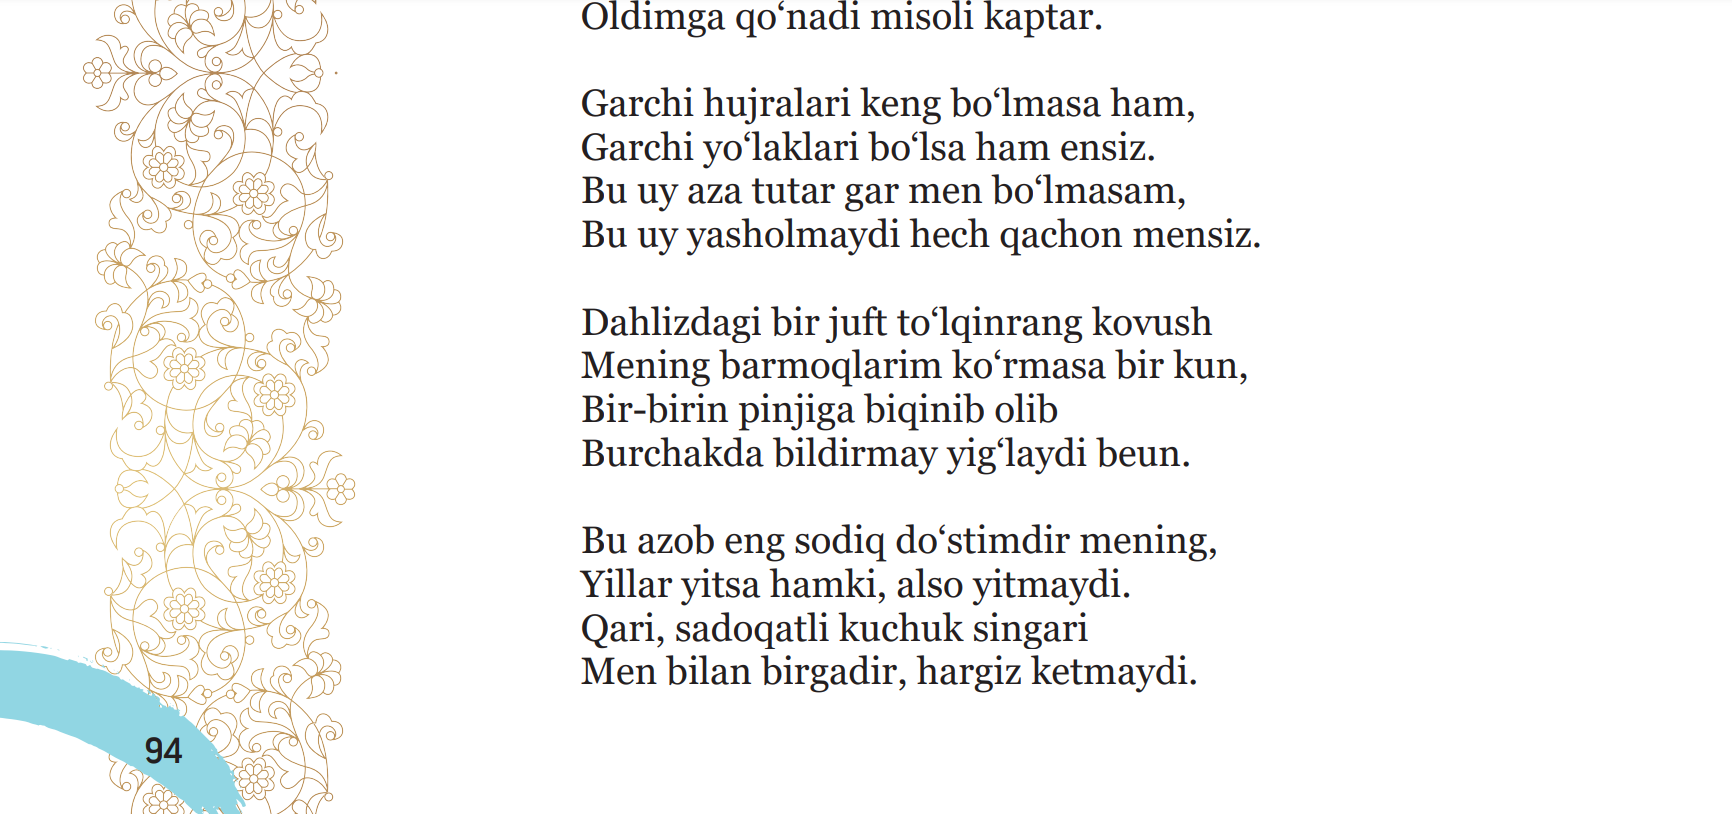 Oldimga qo‘nadi misoli kaptar.
Garchi hujralari keng bo‘lmasa ham,
Garchi yo‘laklari bo‘lsa ham ensiz.
Bu uy aza tutar gar men bo‘lmasam,
Bu uy yasholmaydi hech qachon mensiz.
Dahlizdagi bir juft to‘lqinrang kovush
Mening barmoqlarim ko‘rmasa bir kun,
Bir-birin pinjiga biqinib olib
Burchakda bildirmay yig‘laydi beun.
Bu azob eng sodiq do‘stimdir mening,
Yillar yitsa hamki, also yitmaydi.
Qari, sadoqatli kuchuk singari
Men bilan birgadir, hargiz ketmaydi.
94